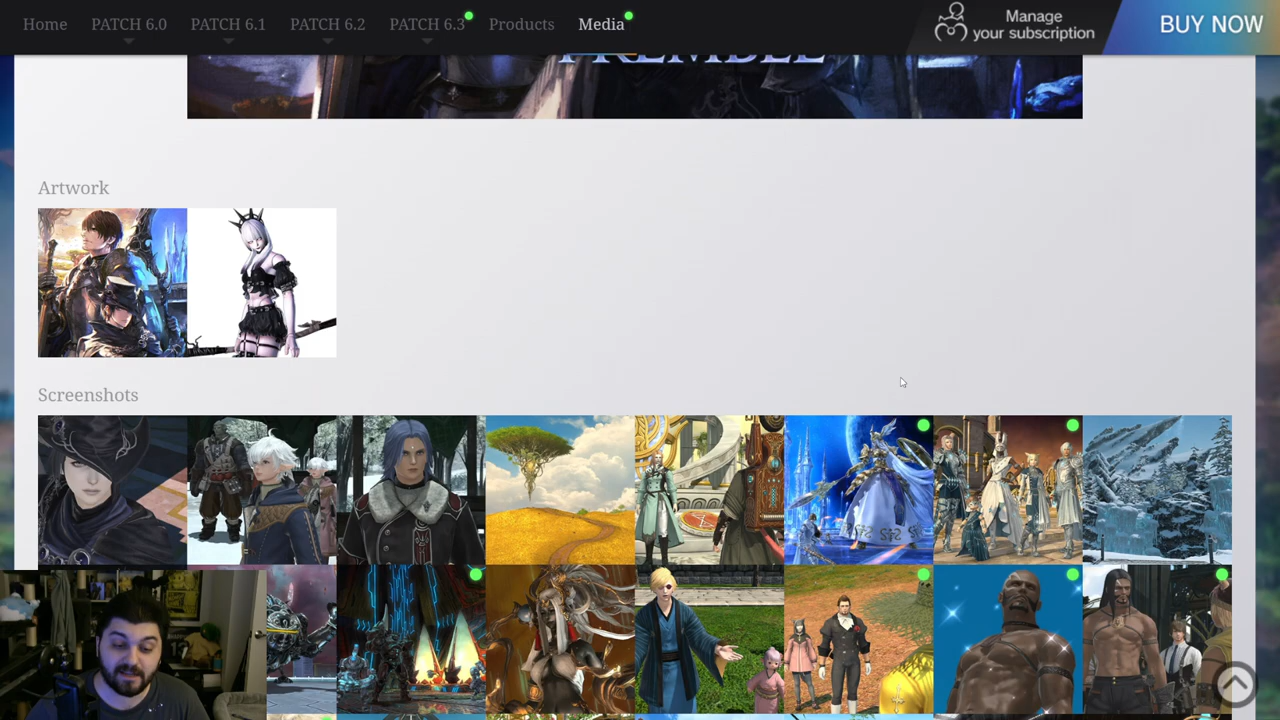 Home
PATCH 6.0
PATCH 6.1
PATCH 6.2
PATCH 6.3
Products
Media
Manage
your subscription
BUY NOW
Artwork
Screenshots